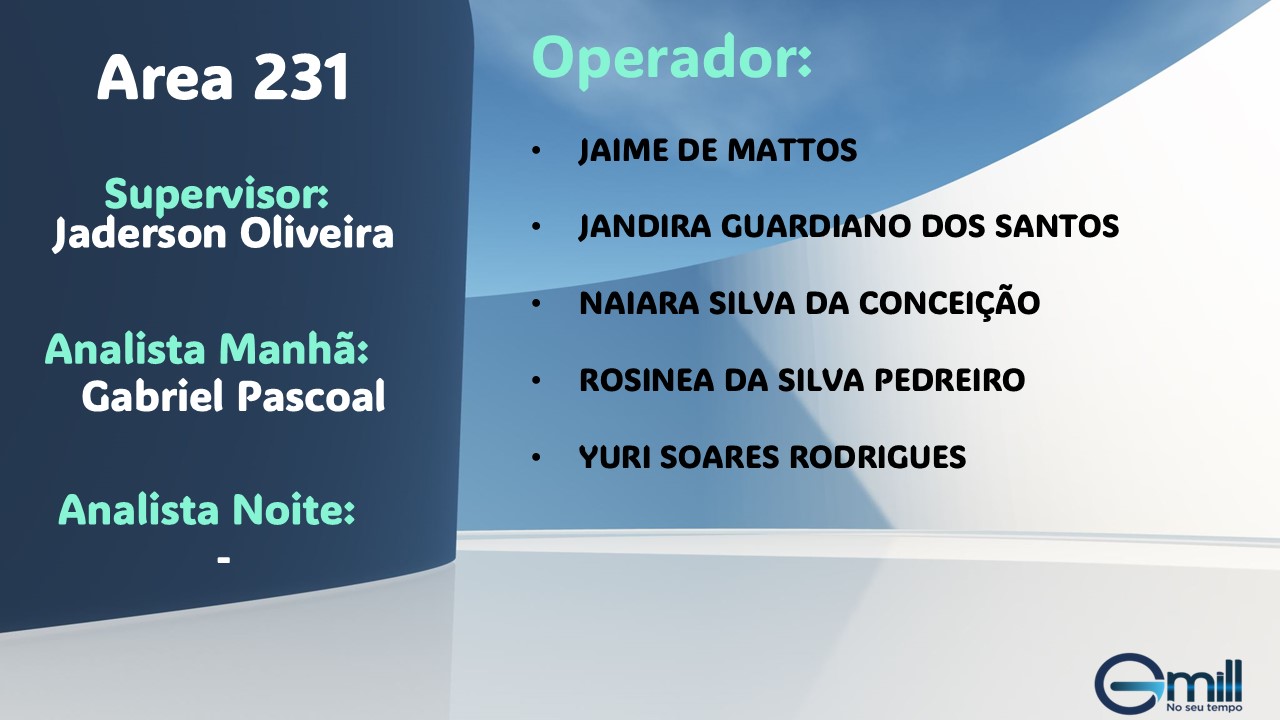 Area 231
Supervisor:
Jaderson Oliveira
Analista Manhã:
Gabriel Pascoal
Analista Noite:
-
Operador:
• JAIME DE MATTOS
• JANDIRA GUARDIANO DOS SANTOS
• NAIARA SILVA DA CONCEIÇÃO
• ROSINEA DA SILVA PEDREIRO
• YURI SOARES RODRIGUES
Gmill
No seu tempo